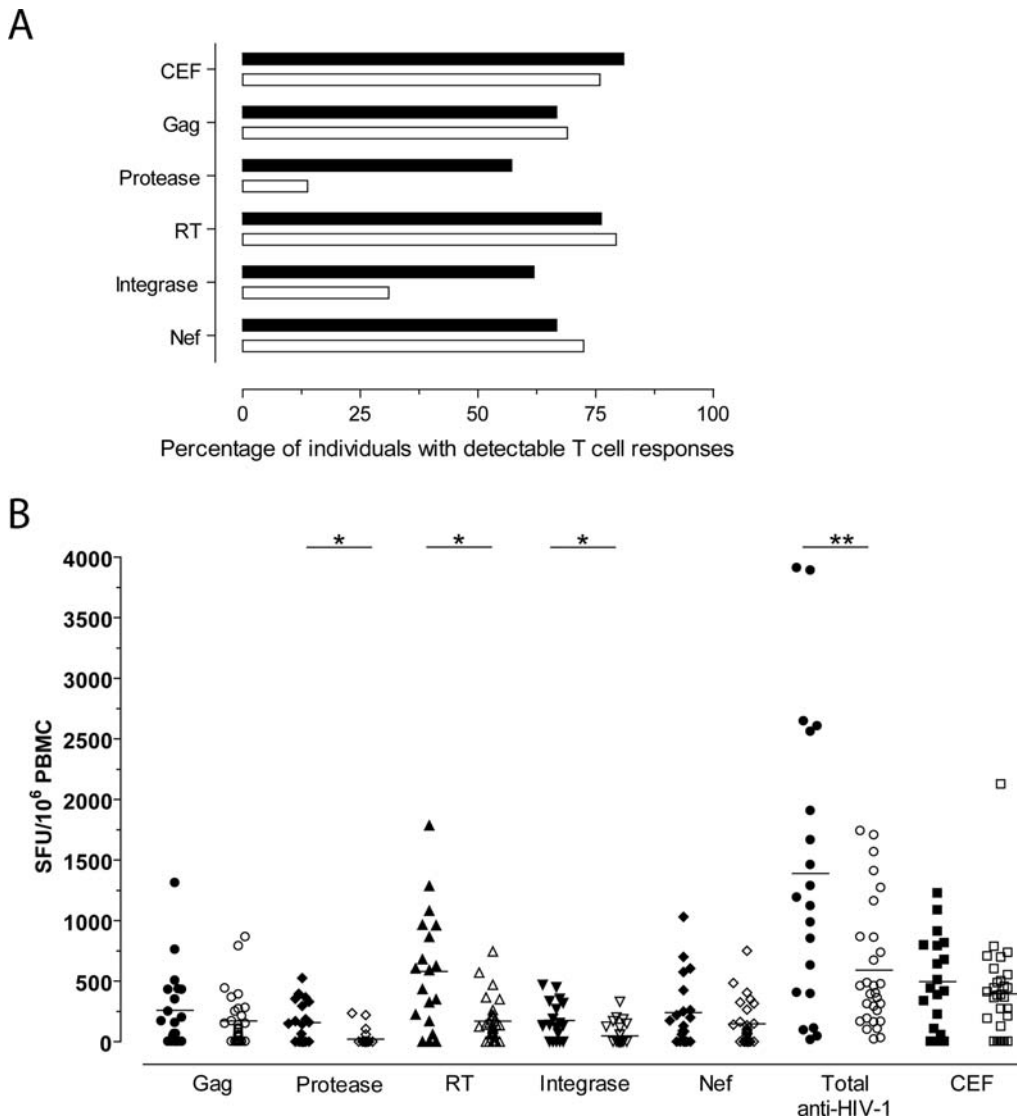 A
CEF
Gag
Protease
RT
Integrase
Nef
0 25 50 75 100
Percentage of individuals with detectable T cell responses
B
* * * **
4000
3500
3000
2500
2000
1500
1000
500
0
SFU/10⁶ PBMC
Gag Protease RT Integrase Nef Total anti-HIV-1 CEF